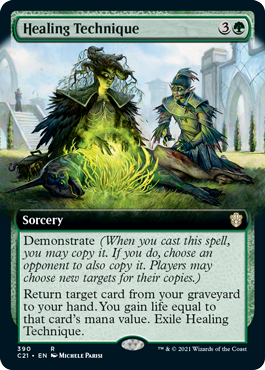 Healing Technique 3
Sorcery
Demonstrate (When you cast this spell,
you may copy it. If you do, choose an
opponent to also copy it. Players may
choose new targets for their copies.)
Return target card from your graveyard
to your hand. You gain life equal to
that card's mana value. Exile Healing
Technique.
390 R
C21 • EN Michele Parisi ™ & © 2021 Wizards of the Coast